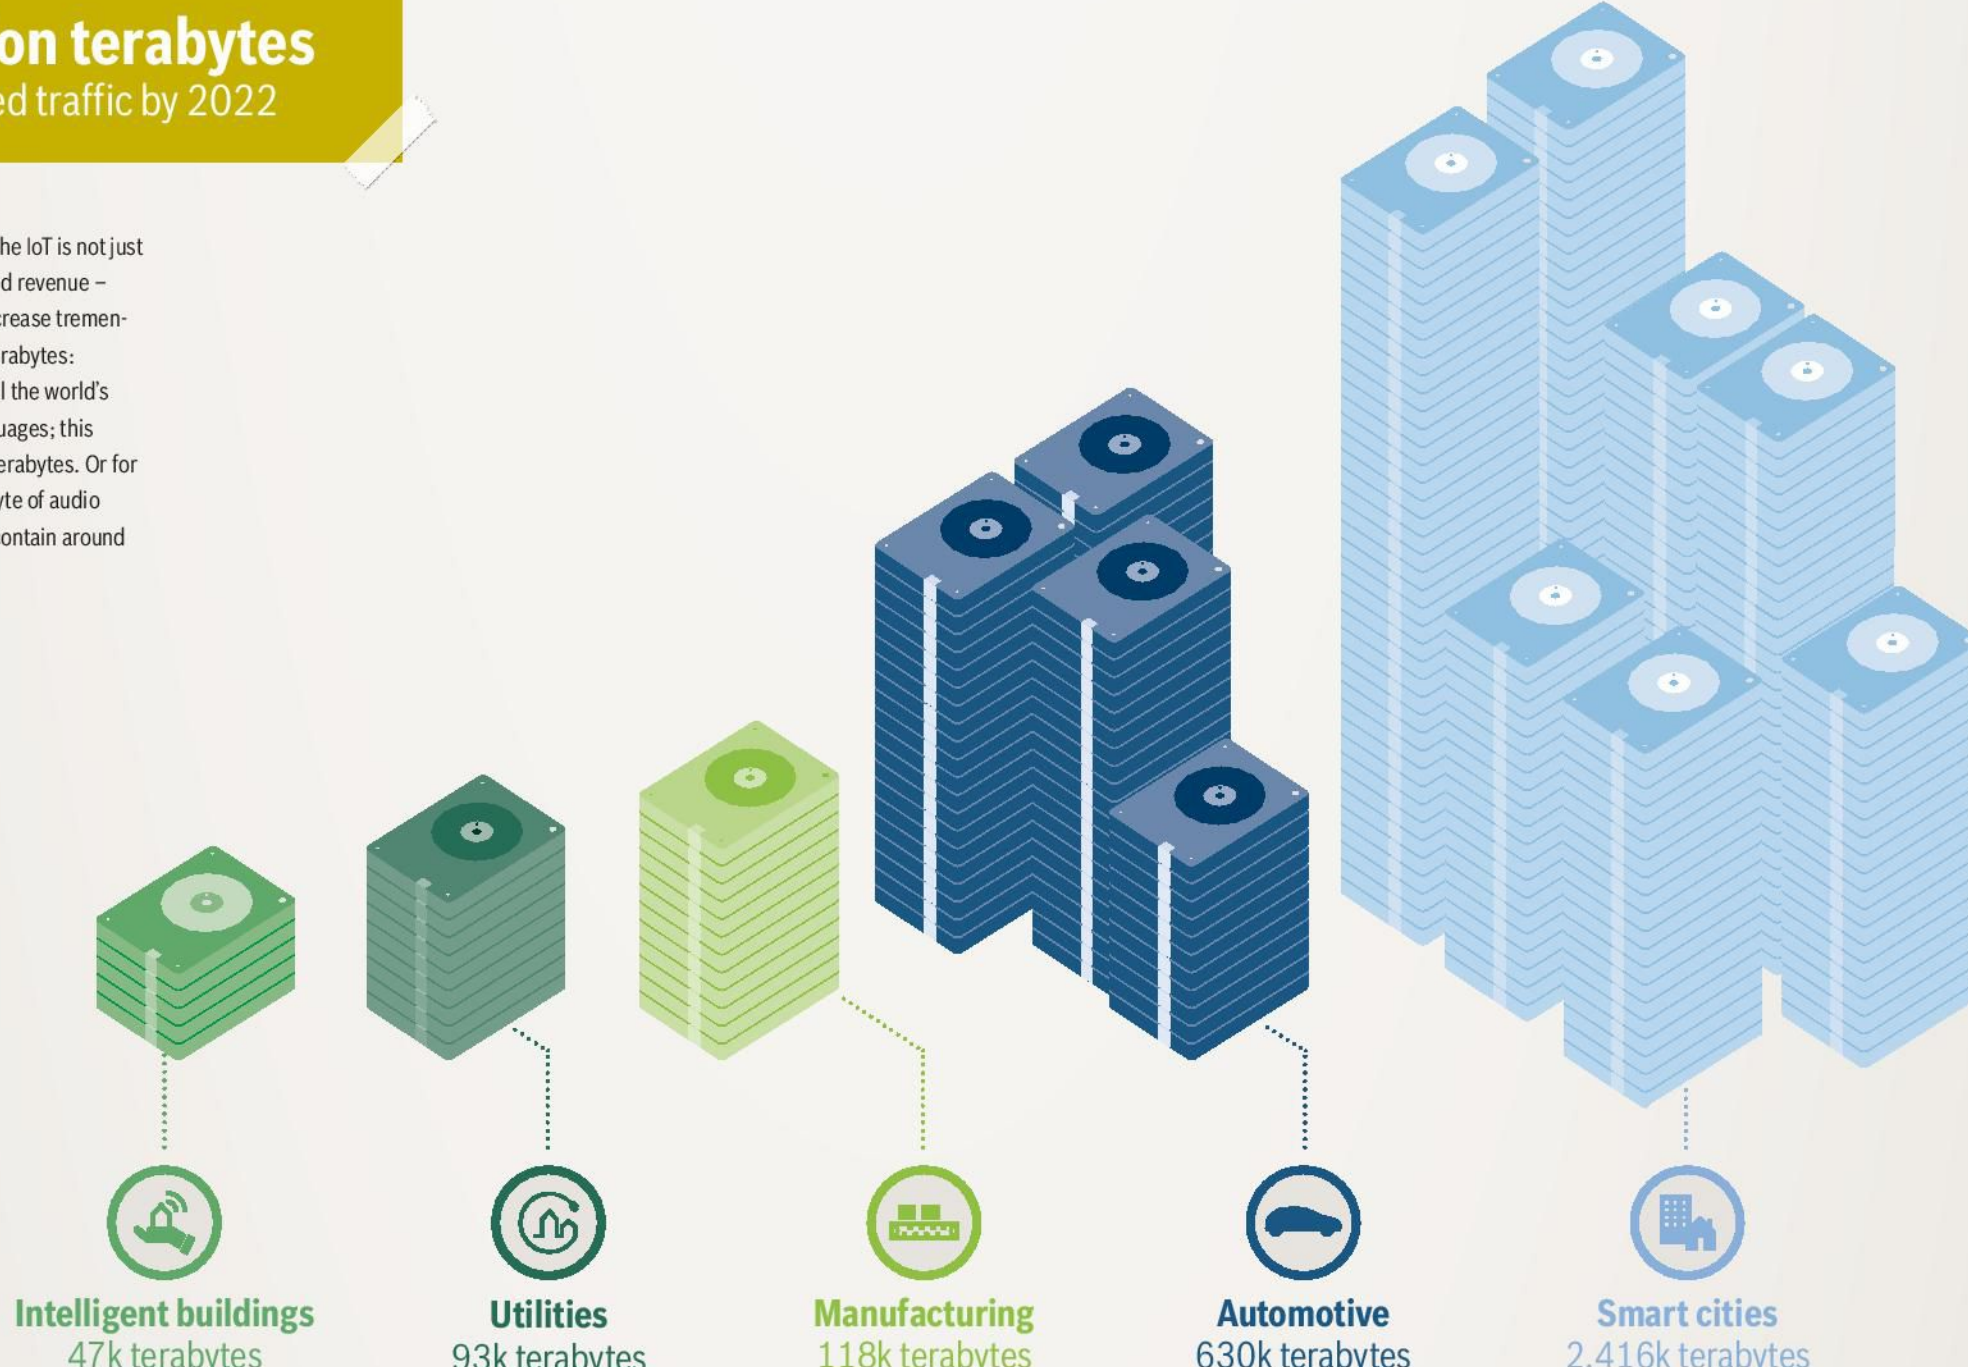 on terabytes
ed traffic by 2022
he IoT is not just
d revenue –
crease tremen-
rabytes:
l the world's
uages; this
erabytes. Or for
yte of audio
contain around
Intelligent buildings
47k terabytes
Utilities
93k terabytes
Manufacturing
118k terabytes
Automotive
630k terabytes
Smart cities
2,416k terabytes